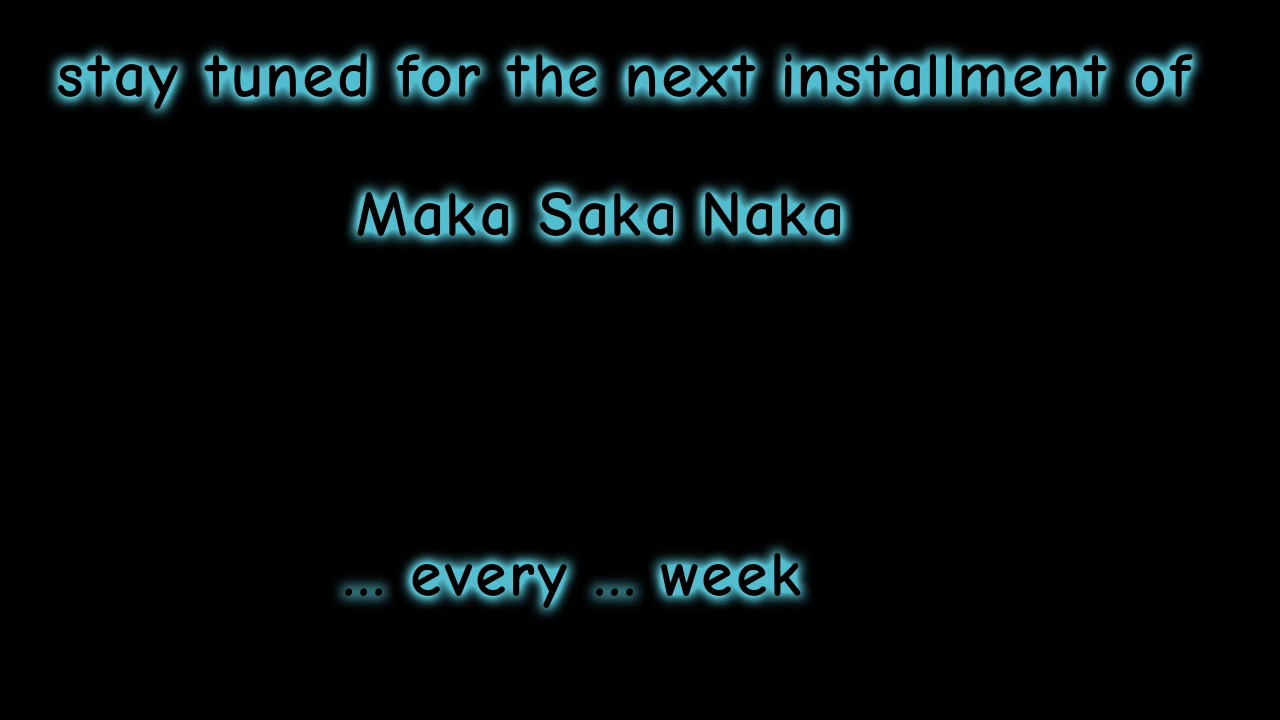 stay tuned for the next installment of
Maka Saka Naka
... every ... week